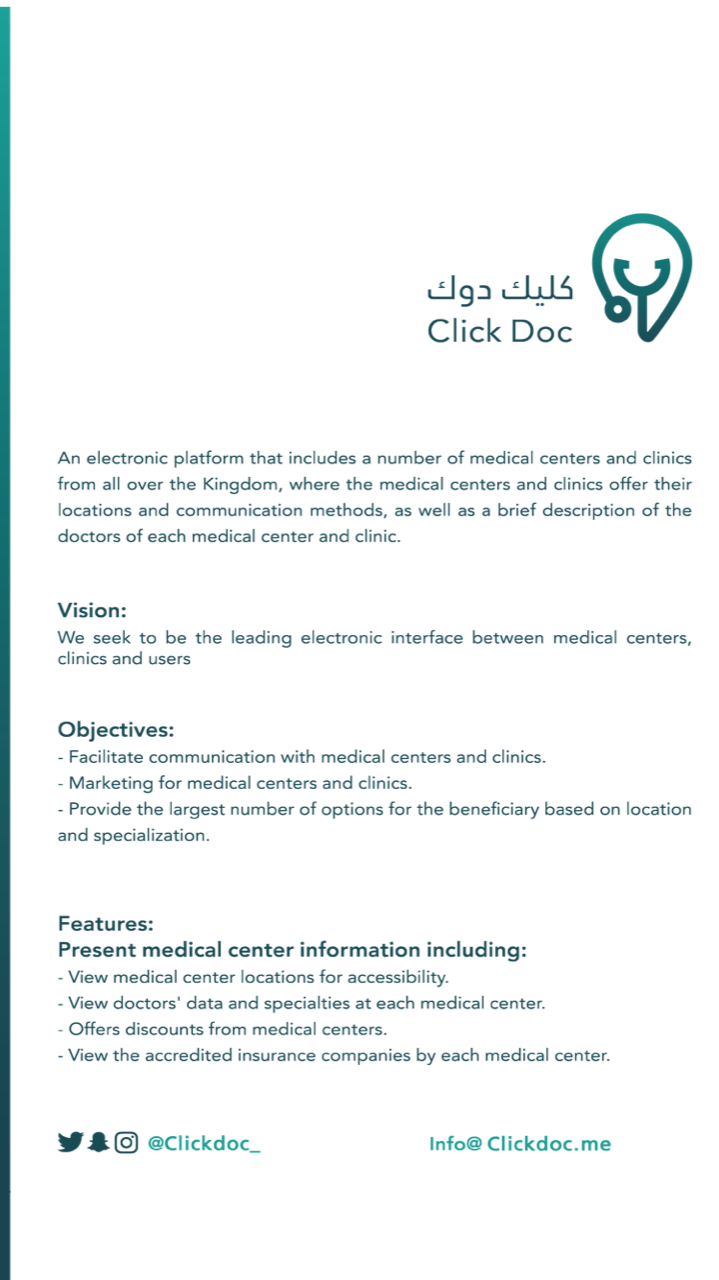 كليك دوك
Click Doc
An electronic platform that includes a number of medical centers and clinics
from all over the Kingdom, where the medical centers and clinics offer their
locations and communication methods, as well as a brief description of the
doctors of each medical center and clinic.
Vision:
We seek to be the leading electronic interface between medical centers,
clinics and users
Objectives:
- Facilitate communication with medical centers and clinics.
- Marketing for medical centers and clinics.
- Provide the largest number of options for the beneficiary based on location
and specialization.
Features:
Present medical center information including:
- View medical center locations for accessibility.
- View doctors' data and specialties at each medical center.
- Offers discounts from medical centers.
- View the accredited insurance companies by each medical center.
@Clickdoc_ Info@ Clickdoc.me